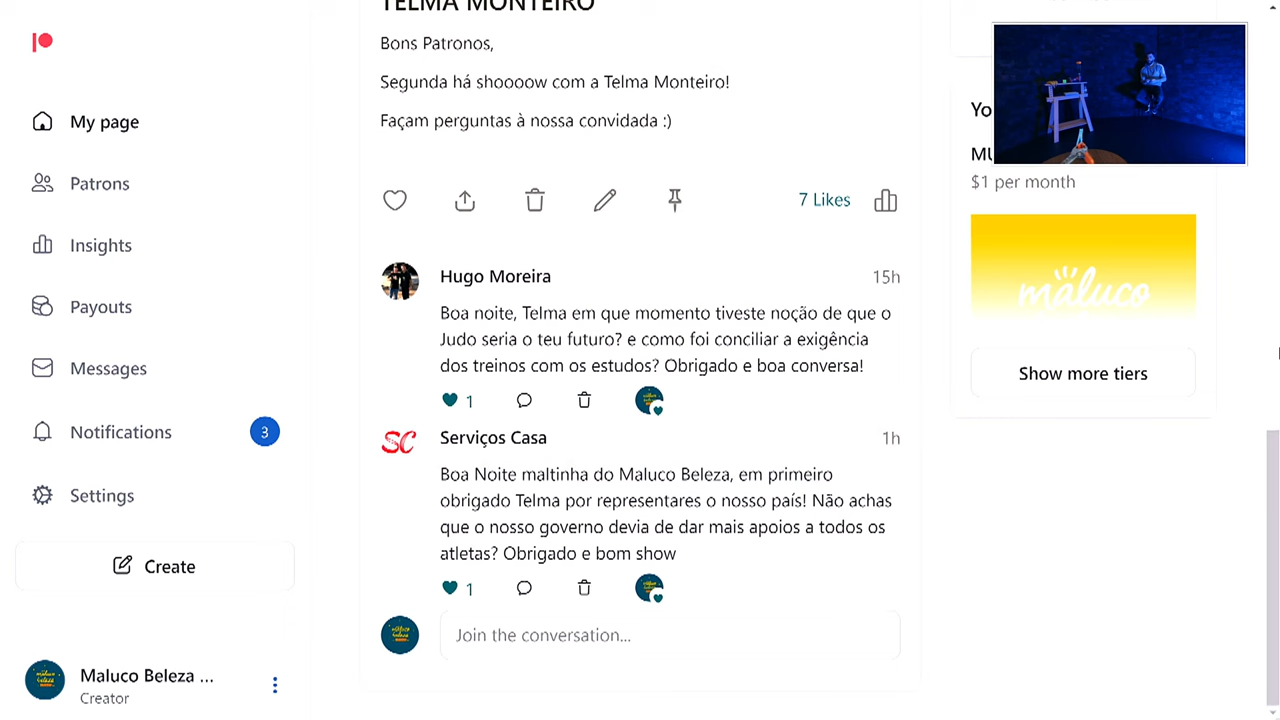 TELMA MONTEIRO
Bons Patronos,
Segunda há shoooow com a Telma Monteiro!
Façam perguntas à nossa convidada :)
7 Likes
Hugo Moreira
15h
Boa noite, Telma em que momento tiveste noção de que o
Judo seria o teu futuro? e como foi conciliar a exigência
dos treinos com os estudos? Obrigado e boa conversa!
1
SC
Serviços Casa
1h
Boa Noite maltinha do Maluco Beleza, em primeiro
obrigado Telma por representares o nosso país! Não achas
que o nosso governo devia de dar mais apoios a todos os
atletas? Obrigado e bom show
1
Join the conversation...
My page
Patrons
Insights
Payouts
Messages
Notifications
3
Settings
Create
Maluco Beleza ...
Creator
Yo
$1 per month
maluco
Show more tiers